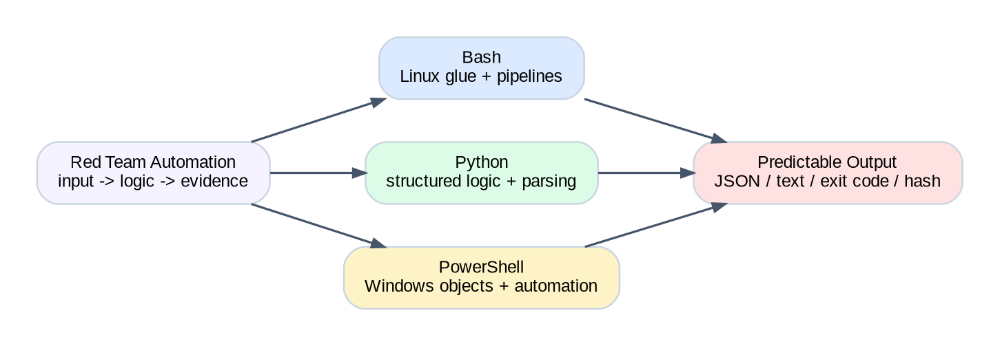 Bash
Linux glue + pipelines
Red Team Automation
input -> logic -> evidence
Python
structured logic + parsing
Predictable Output
JSON / text / exit code / hash
PowerShell
Windows objects + automation